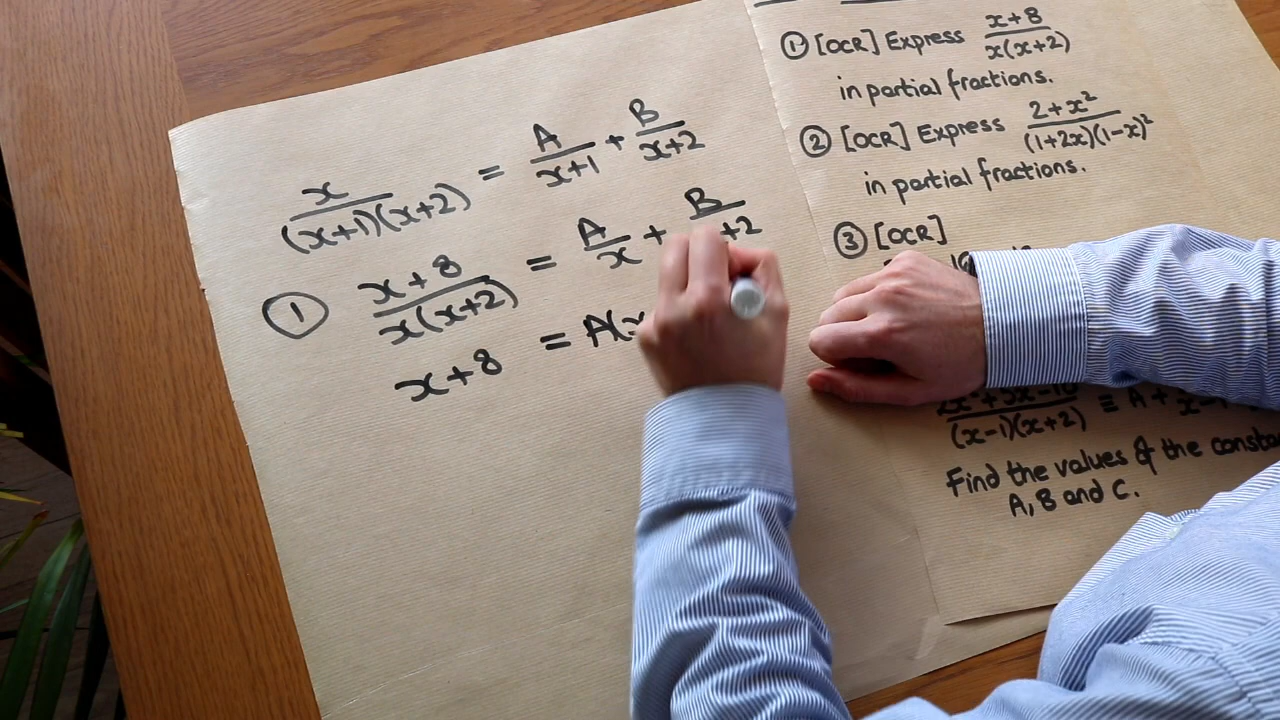 x/((x+1)(x+2)) = A/(x+1) + B/(x+2)
① (x+8)/(x(x+2)) = A/x + B/ +2
x+8 = A(x
① [OCR] Express (x+8)/(x(x+2))
in partial fractions.
② [OCR] Express (2+x²)/((1+2x)(1-x)²)
in partial fractions.
③ [OCR]
(x-1)(x+2) ≡ A +
Find the values of the
A, B and C.